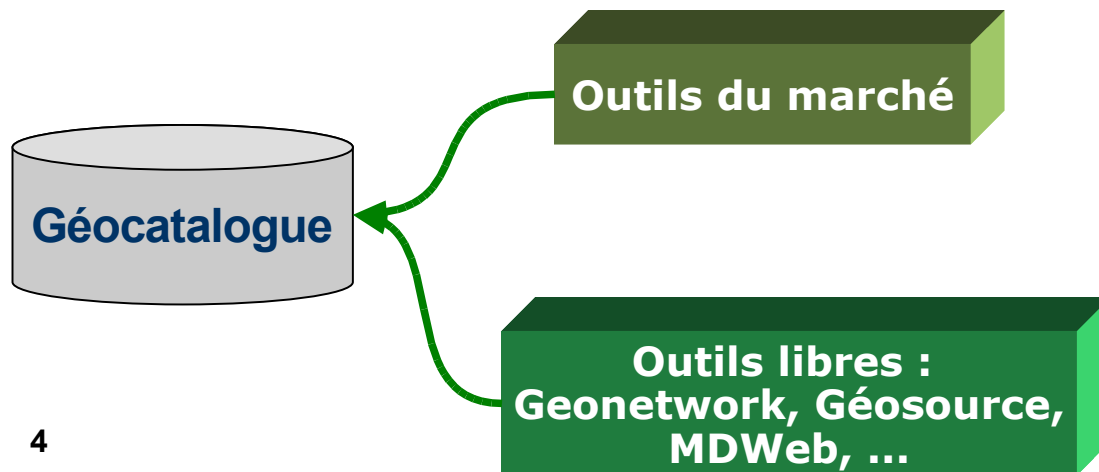 Outils du marché
Géocatalogue
Outils libres :
Geonetwork, Géosource,
MDWeb, ...
4